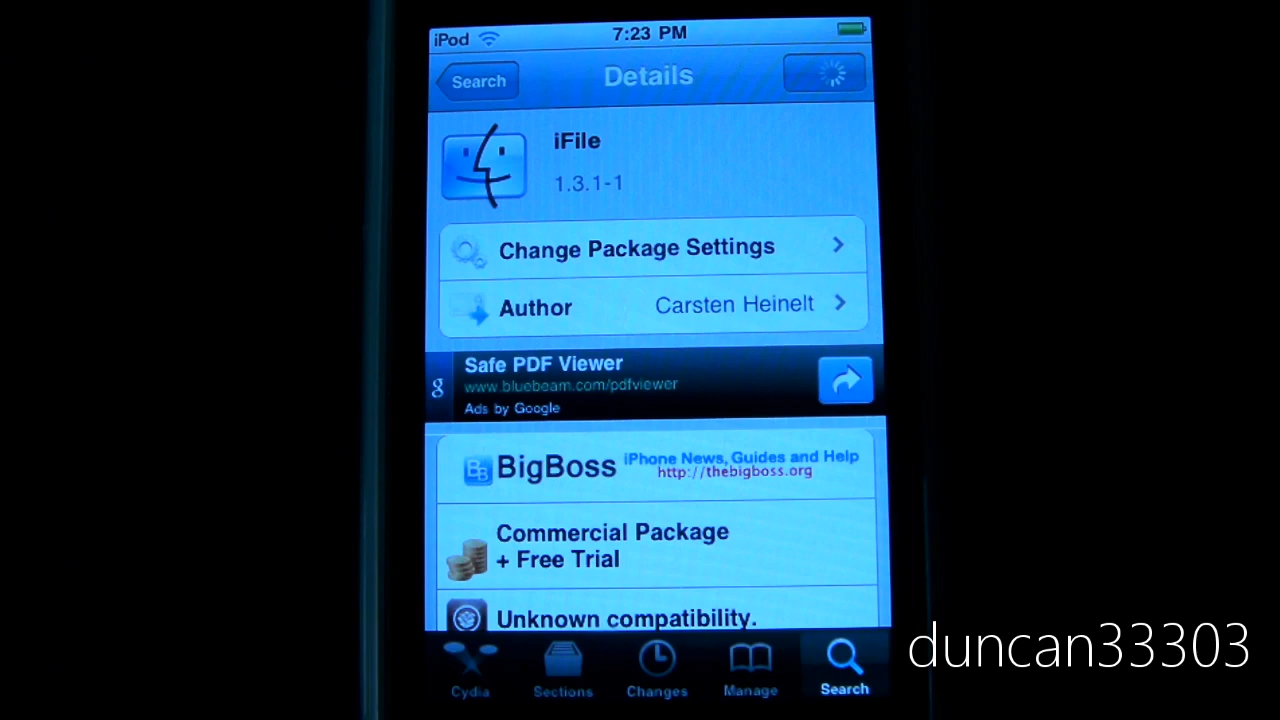 iPod 7:23 PM
Search Details
iFile
1.3.1-1
Change Package Settings
Author Carsten Heinelt
Safe PDF Viewer
www.bluebeam.com/pdfviewer
Ads by Google
g
BB BigBoss iPhone News, Guides and Help
http://thebigboss.org
Commercial Package
+ Free Trial
Unknown compatibility.
Cydia Sections Changes Manage Search
duncan33303